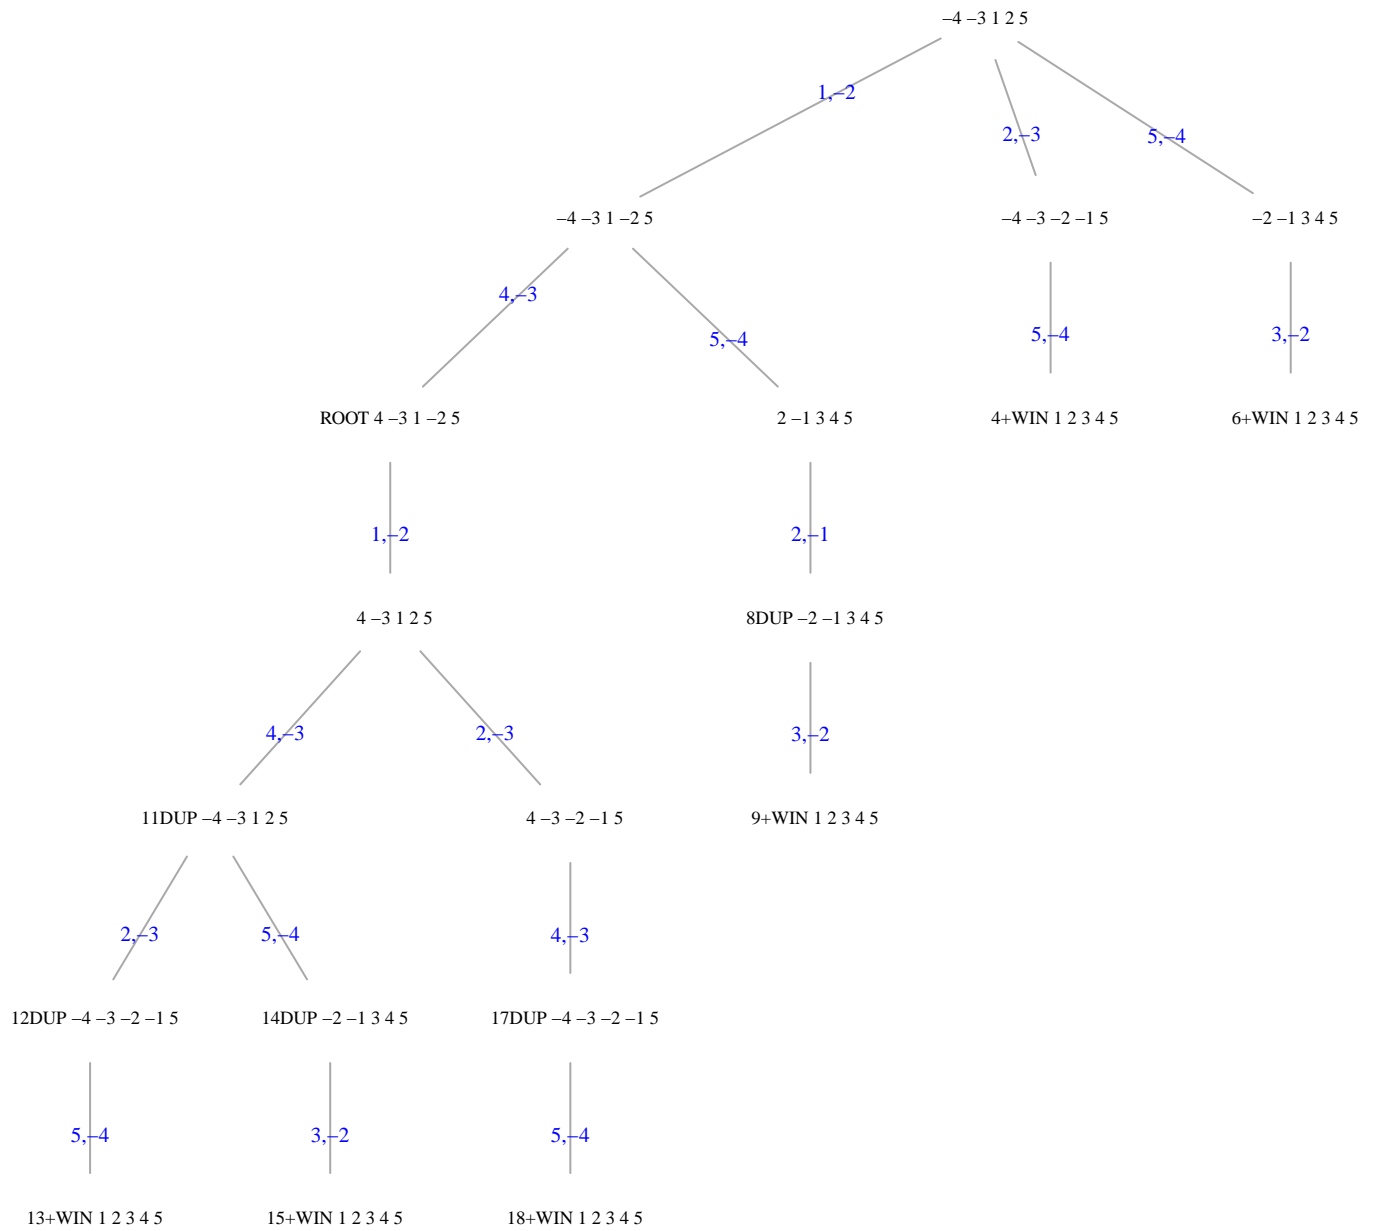 –4 –3 1 2 5
1,–2
2,–3
5,–4
–4 –3 1 –2 5
–4 –3 –2 –1 5
–2 –1 3 4 5
4,–3
5,–4
5,–4
3,–2
ROOT 4 –3 1 –2 5
2 –1 3 4 5
4+WIN 1 2 3 4 5
6+WIN 1 2 3 4 5
1,–2
2,–1
4 –3 1 2 5
8DUP –2 –1 3 4 5
4,–3
2,–3
3,–2
11DUP –4 –3 1 2 5
4 –3 –2 –1 5
9+WIN 1 2 3 4 5
2,–3
5,–4
4,–3
12DUP –4 –3 –2 –1 5
14DUP –2 –1 3 4 5
17DUP –4 –3 –2 –1 5
5,–4
3,–2
5,–4
13+WIN 1 2 3 4 5
15+WIN 1 2 3 4 5
18+WIN 1 2 3 4 5